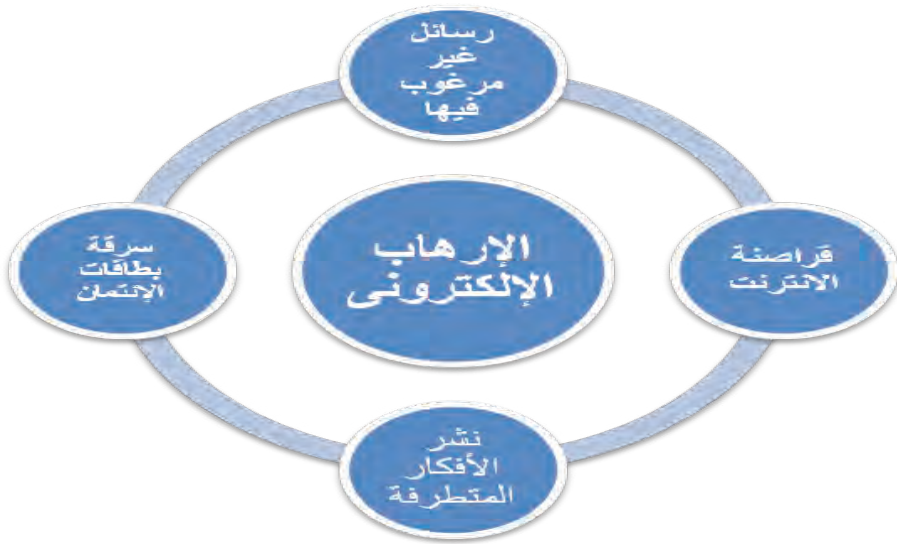 رسائل
غير
مرغوب
فيها
الإرهاب
الإلكترونى
قراصنة
الانترنت
سرقة
بطاقات
الإئتمان
نشر
الأفكار
المتطرفة